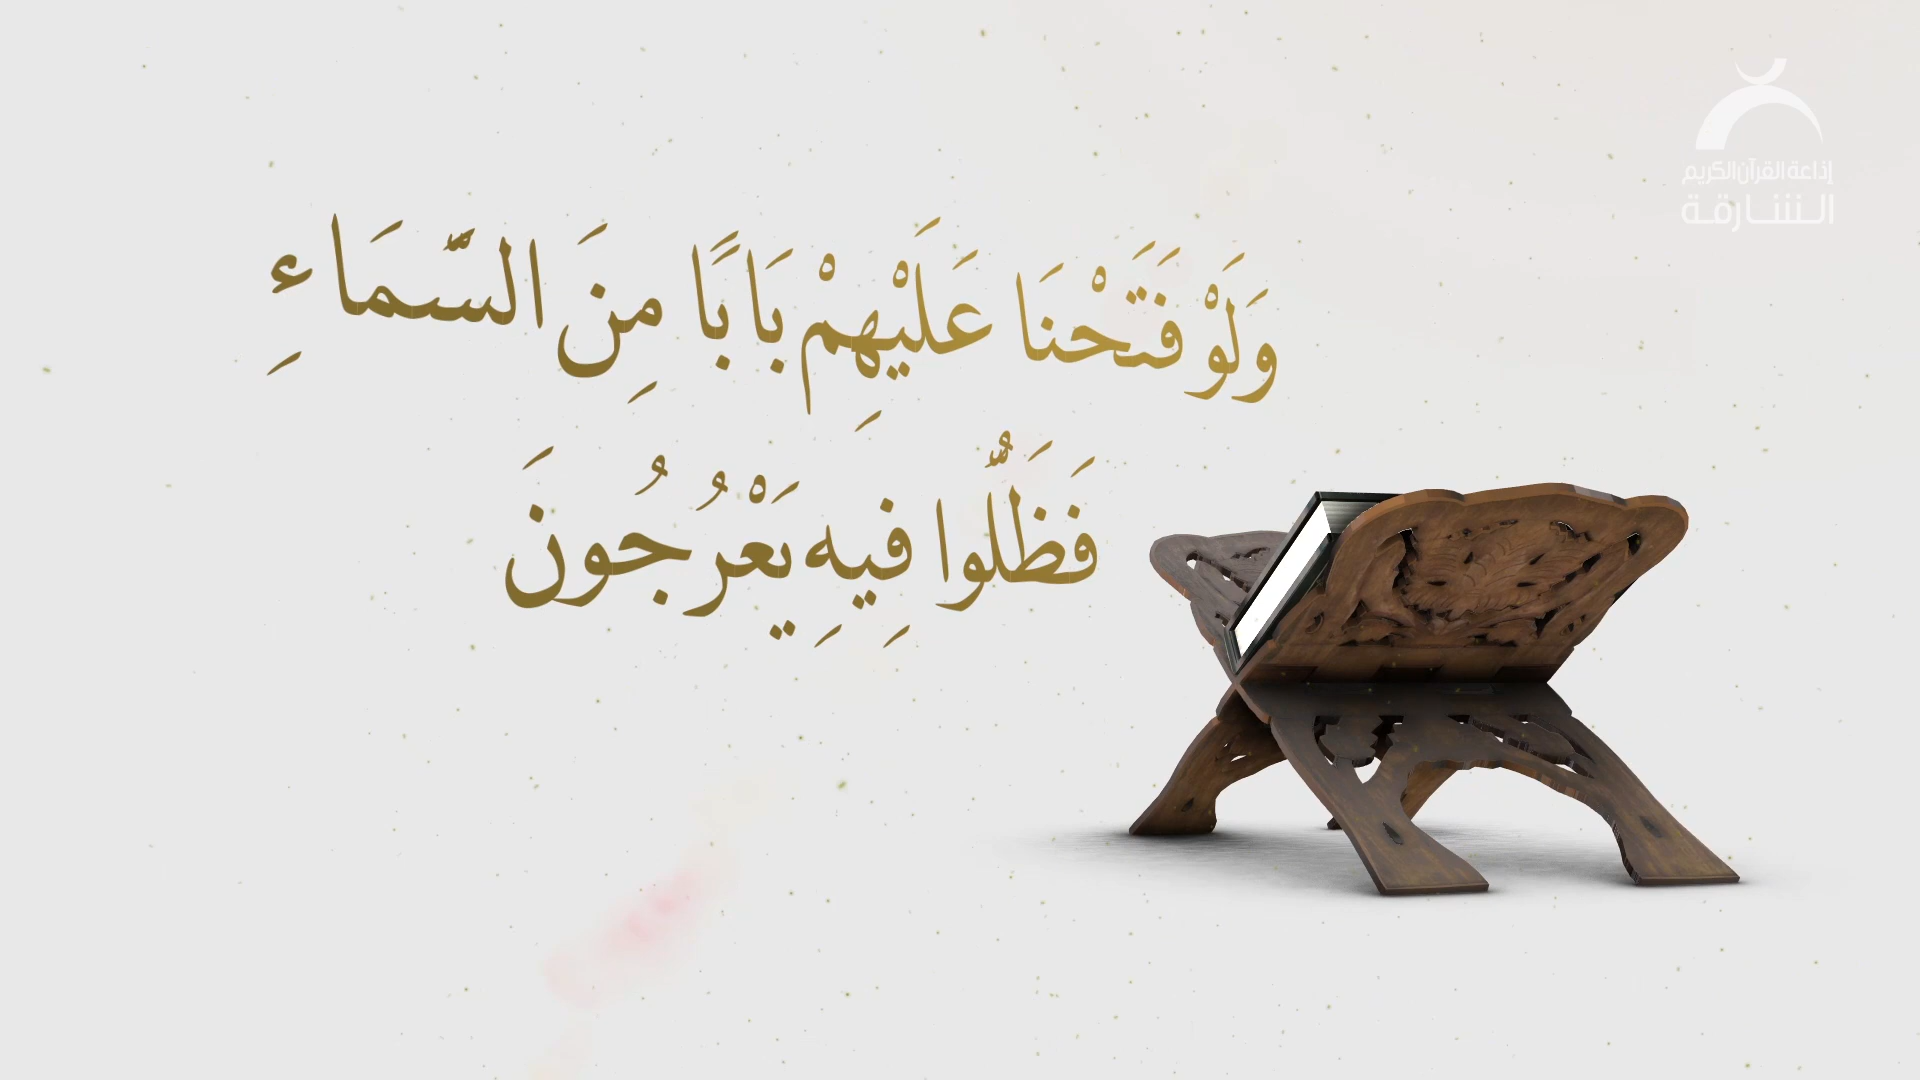 إذاعة القرآن الكريم
الشارقة
وَلَوْ فَتَحْنَا عَلَيْهِمْ بَابًا مِنَ السَّمَاءِ
فَظَلُّوا فِيهِ يَعْرُجُونَ